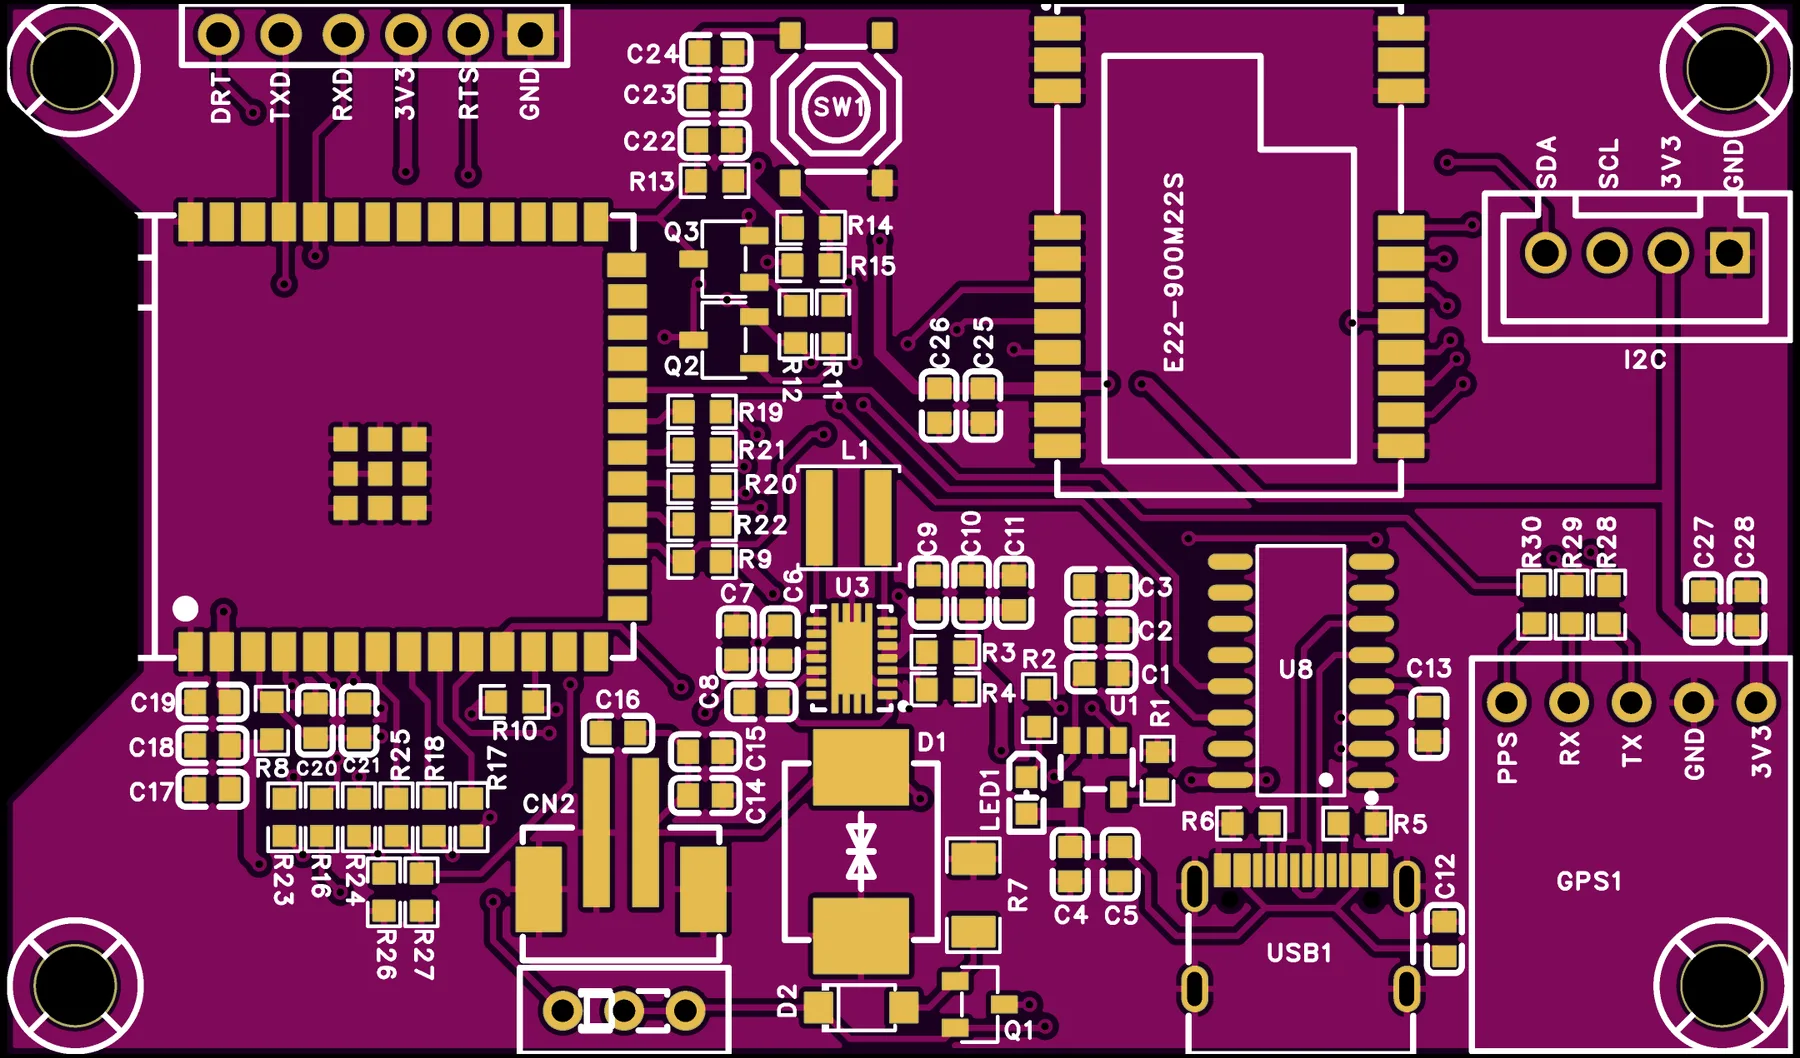 DRT
TXD
RXD
3V3
RTS
GND
C24
C23
C22
R13
SW1
Q3
R14
R15
Q2
R12
R11
E22-900M22S
SDA
SCL
3V3
GND
I2C
C26
C25
R19
R21
R20
R22
R9
L1
C7
C6
U3
C9
C10
C11
C3
C2
C1
R3
R4
R2
U1
R1
C8
U8
C13
R30
R29
R28
C27
C28
PPS
RX
TX
GND
3V3
GPS1
C19
C18
C17
R8
C20
C21
R25
R18
R17
R10
C16
C15
C14
CN2
D1
LED1
R23
R16
R24
R26
R27
R7
C4
C5
R6
R5
C12
USB1
D2
Q1